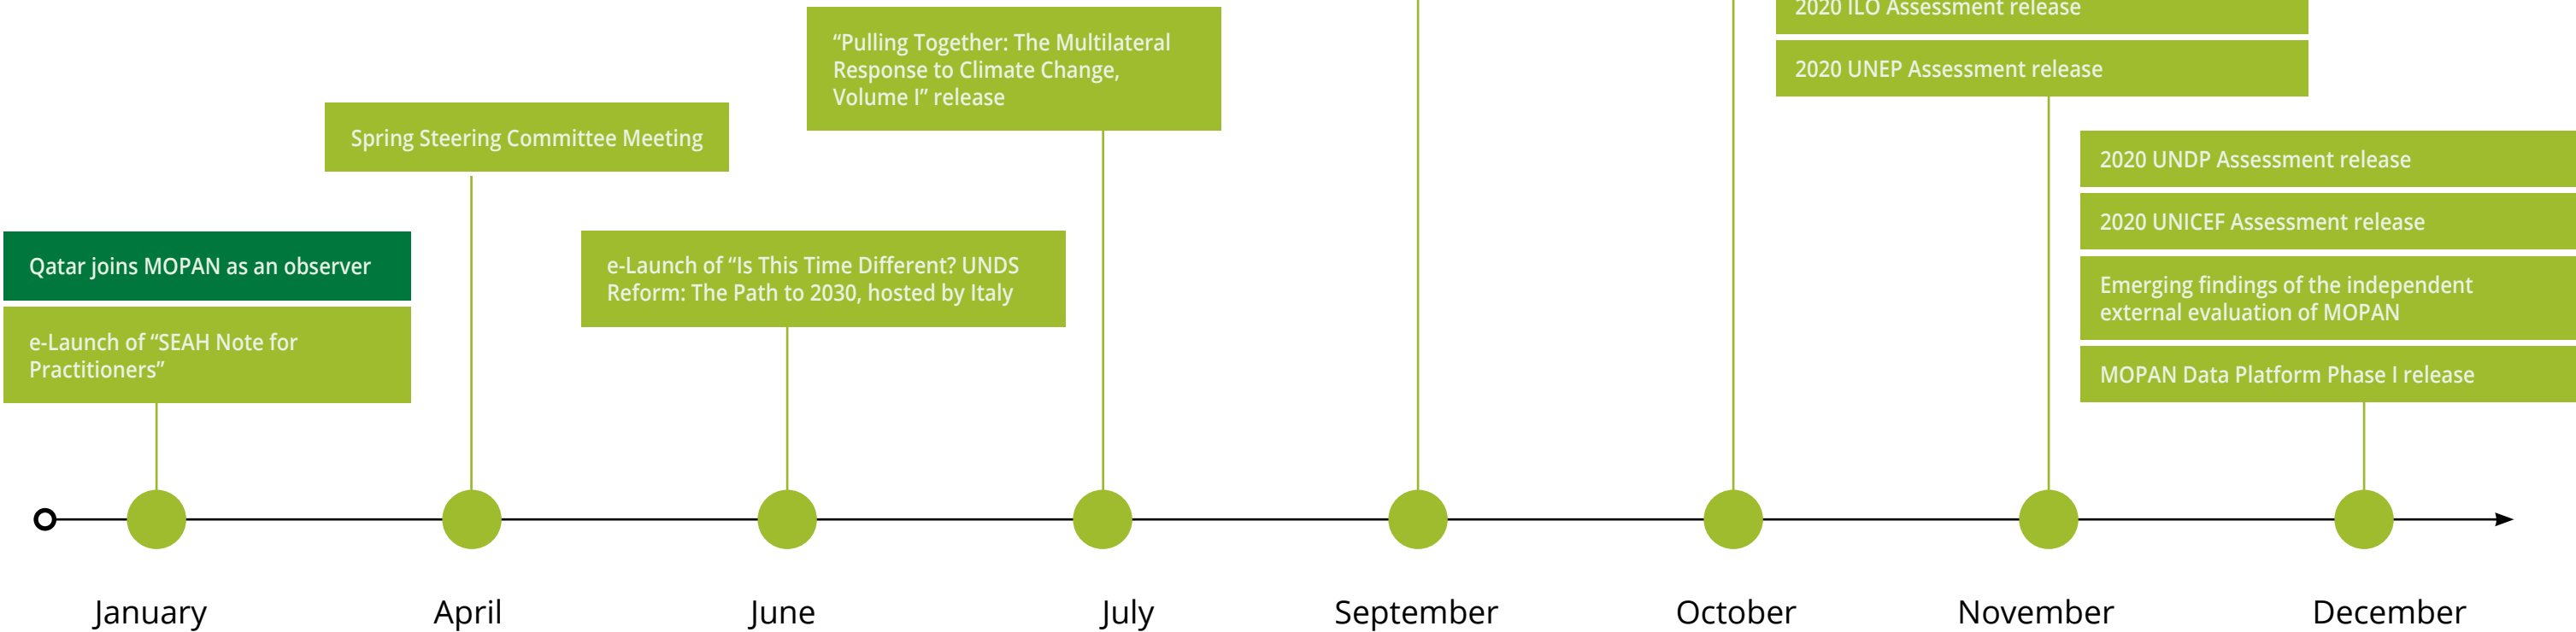 2020 ILO Assessment release
2020 UNEP Assessment release
“Pulling Together: The Multilateral
Response to Climate Change,
Volume I” release
Spring Steering Committee Meeting
2020 UNDP Assessment release
2020 UNICEF Assessment release
Emerging findings of the independent
external evaluation of MOPAN
MOPAN Data Platform Phase I release
Qatar joins MOPAN as an observer
e-Launch of “SEAH Note for
Practitioners”
e-Launch of “Is This Time Different? UNDS
Reform: The Path to 2030, hosted by Italy
January
April
June
July
September
October
November
December